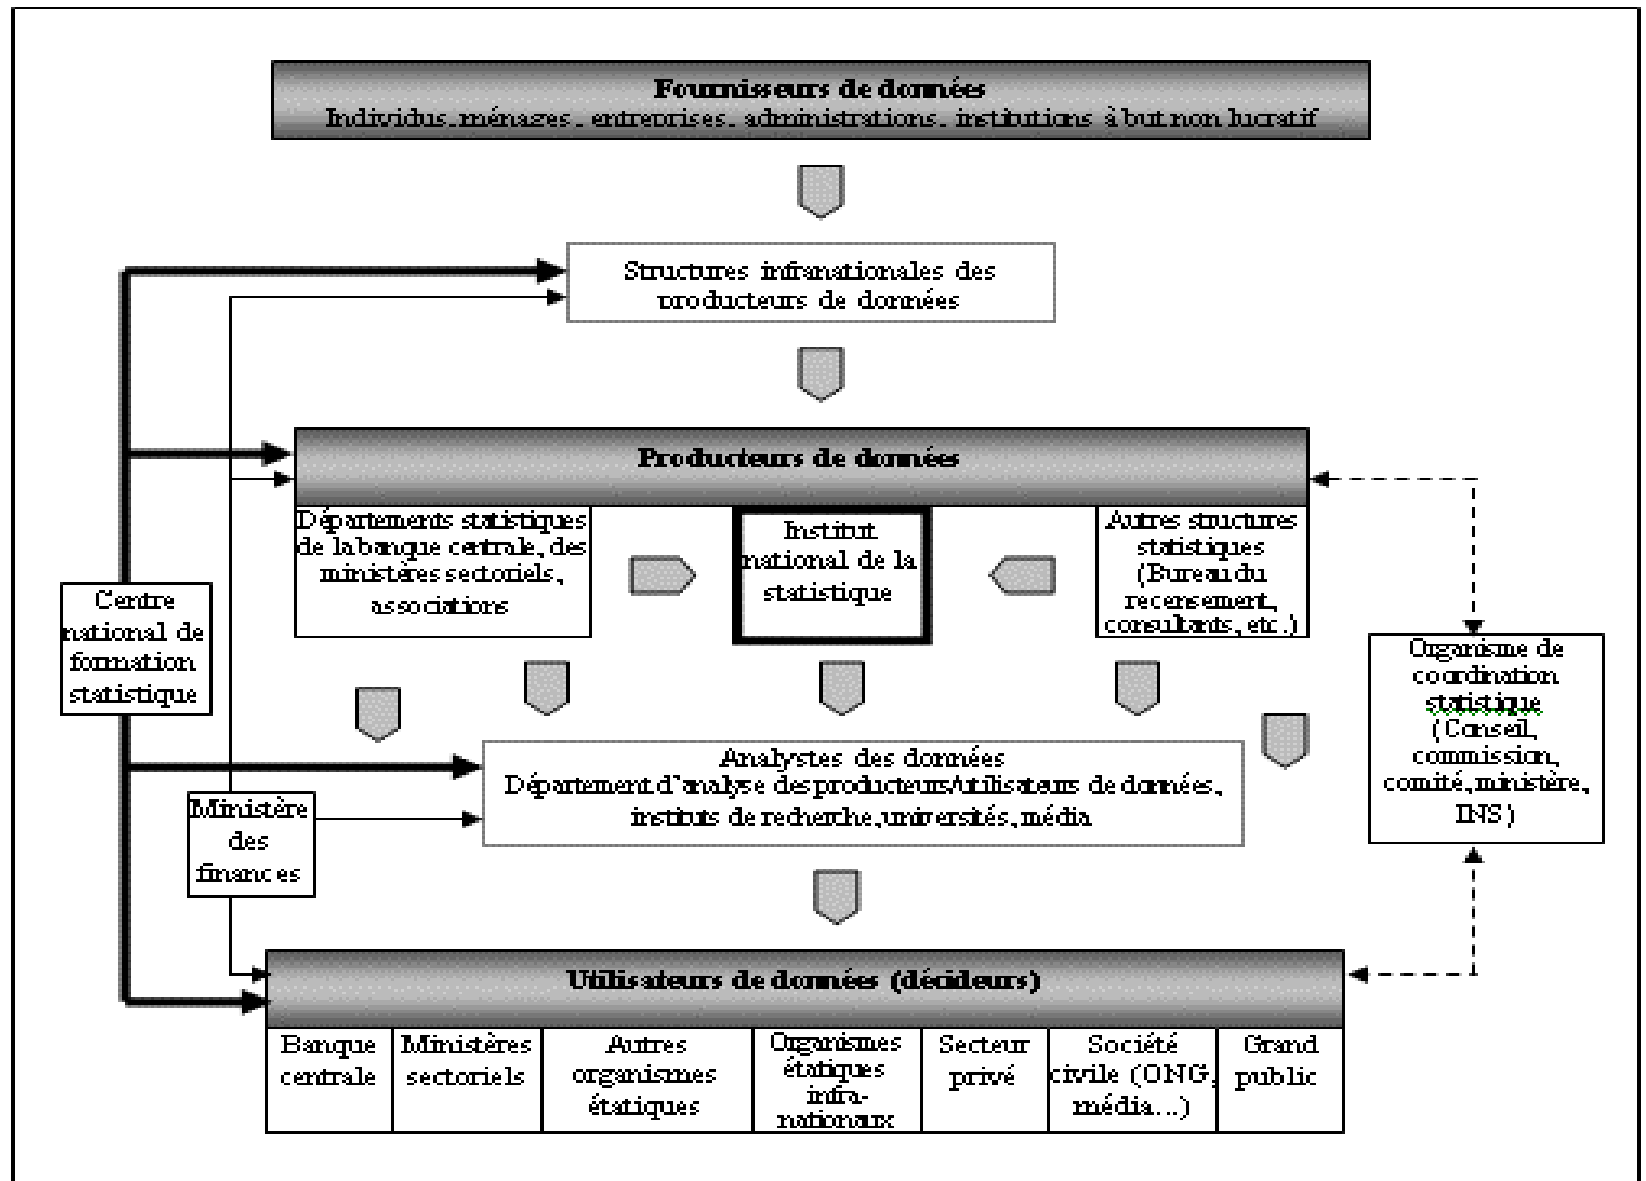 Fournisseurs de données
Individus, ménages, entreprises, administrations, institutions à but non lucratif
Structures infranationales des
producteurs de données
Producteurs de données
Départements statistiques
de la banque centrale, des
ministères sectoriels,
associations
Institut
national de la
statistique
Autres structures
statistiques
(Bureau du
recensement,
consultants, etc.)
Centre
national de
formation
statistique
Organisme de
coordination
statistique
(Conseil,
commission,
comité, ministère,
INS)
Analystes des données
Département d'analyse des producteurs/utilisateurs de données,
instituts de recherche, universités, média
Ministère
des
finances
Utilisateurs de données (décideurs)
Banque
centrale
Ministères
sectoriels
Autres
organismes
étatiques
Organismes
étatiques
infra-
nationaux
Secteur
privé
Société
civile (ONG,
média...)
Grand
public